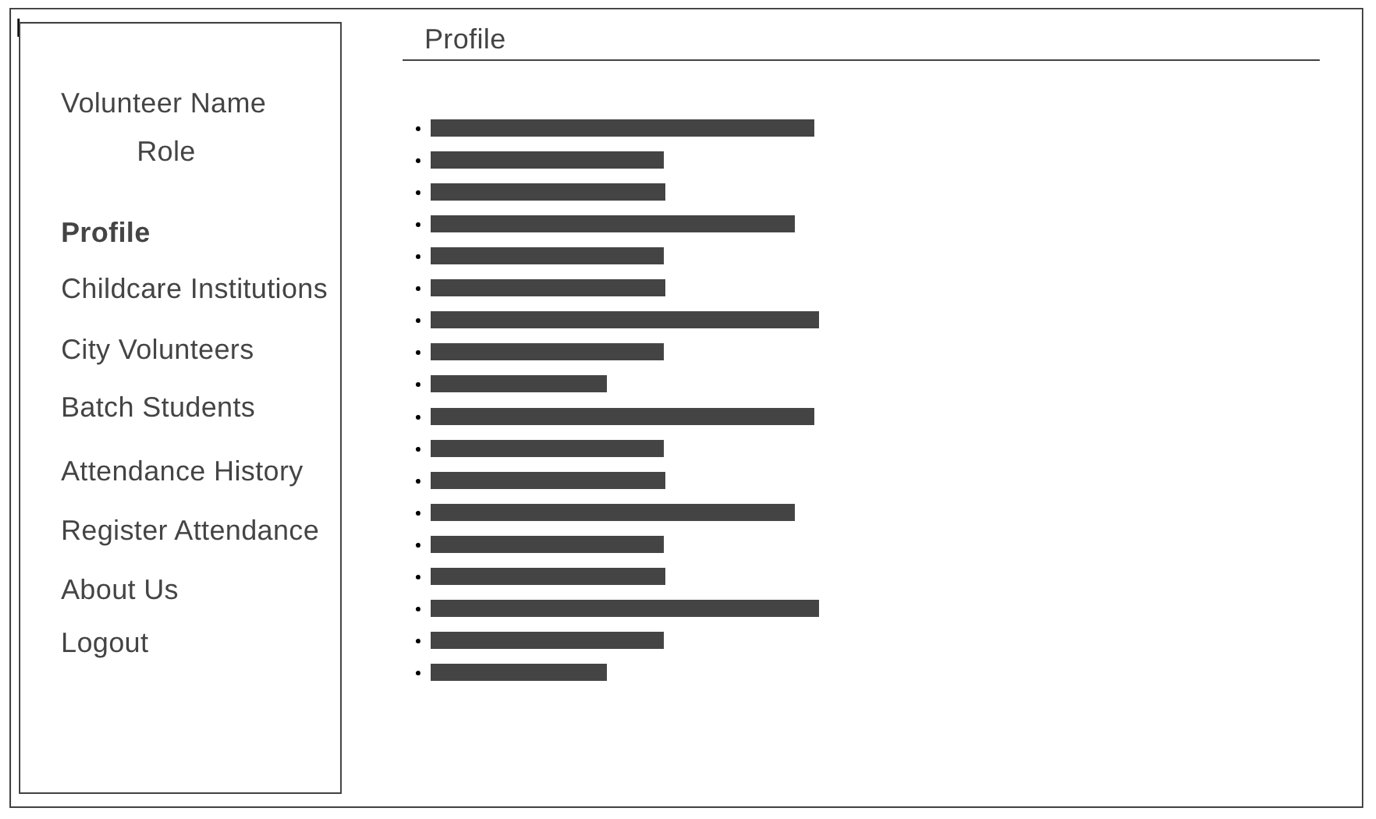 Volunteer Name
Role
Profile
Childcare Institutions
City Volunteers
Batch Students
Attendance History
Register Attendance
About Us
Logout
Profile